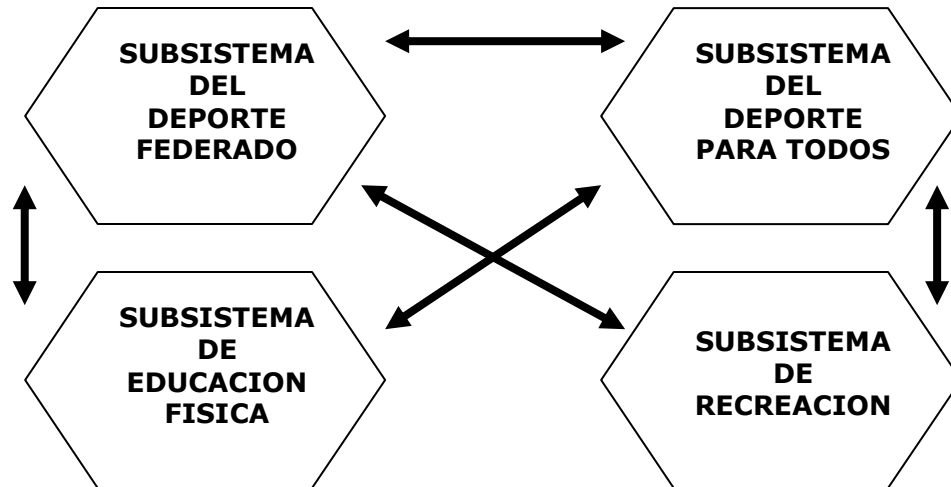 SUBSISTEMA
DEL
DEPORTE
FEDERADO
SUBSISTEMA
DEL
DEPORTE
PARA TODOS
SUBSISTEMA
DE
EDUCACION
FISICA
SUBSISTEMA
DE
RECREACION